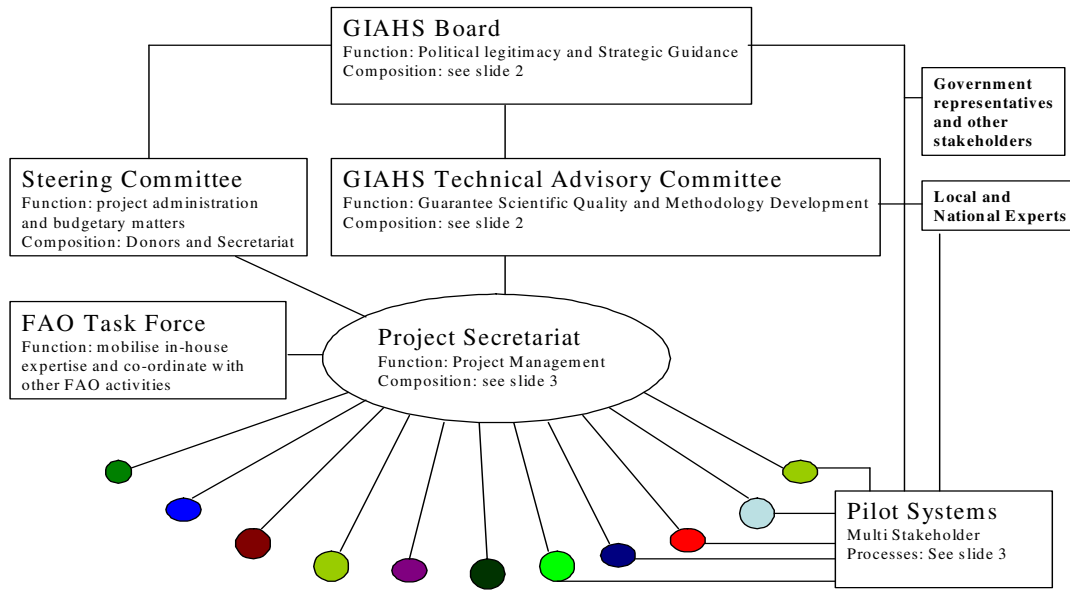 GIAHS Board
Function: Political legitimacy and Strategic Guidance
Composition: see slide 2
Government
representatives
and other
stakeholders
Steering Committee
Function: project administration
and budgetary matters
Composition: Donors and Secretariat
GIAHS Technical Advisory Committee
Function: Guarantee Scientific Quality and Methodology Development
Composition: see slide 2
Local and
National Experts
FAO Task Force
Function: mobilise in-house
expertise and co-ordinate with
other FAO activities
Project Secretariat
Function: Project Management
Composition: see slide 3
Pilot Systems
Multi Stakeholder
Processes: See slide 3